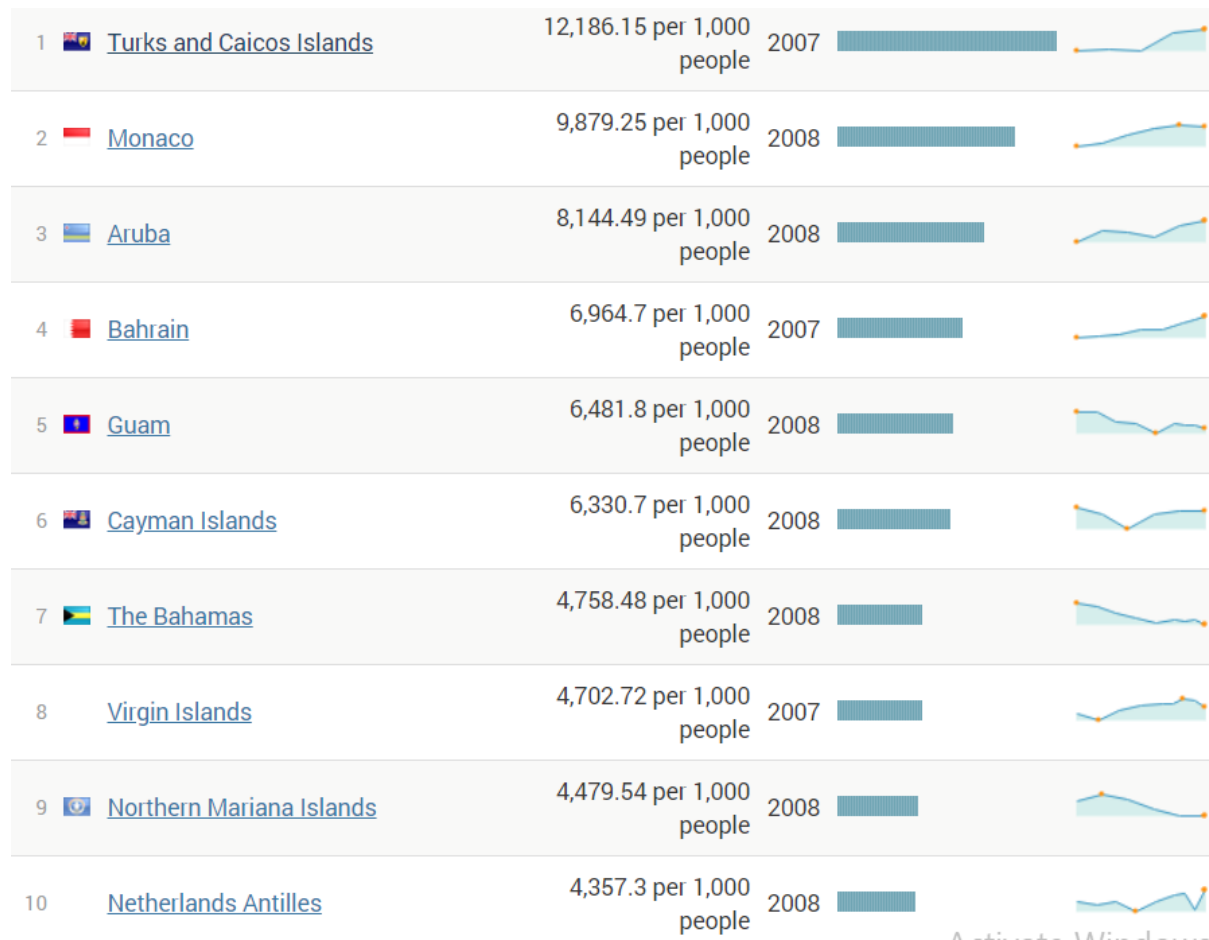 1 Turks and Caicos Islands 12,186.15 per 1,000 people 2007
2 Monaco 9,879.25 per 1,000 people 2008
3 Aruba 8,144.49 per 1,000 people 2008
4 Bahrain 6,964.7 per 1,000 people 2007
5 Guam 6,481.8 per 1,000 people 2008
6 Cayman Islands 6,330.7 per 1,000 people 2008
7 The Bahamas 4,758.48 per 1,000 people 2008
8 Virgin Islands 4,702.72 per 1,000 people 2007
9 Northern Mariana Islands 4,479.54 per 1,000 people 2008
10 Netherlands Antilles 4,357.3 per 1,000 people 2008
Activate Windows